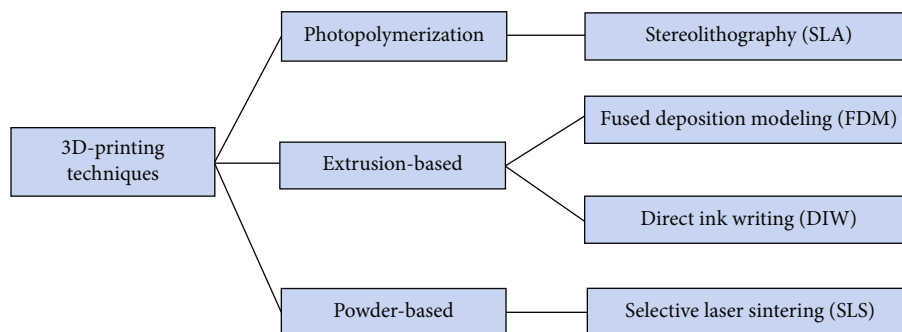 Photopolymerization
Stereolithography (SLA)
Fused deposition modeling (FDM)
3D-printing
techniques
Extrusion-based
Direct ink writing (DIW)
Powder-based
Selective laser sintering (SLS)